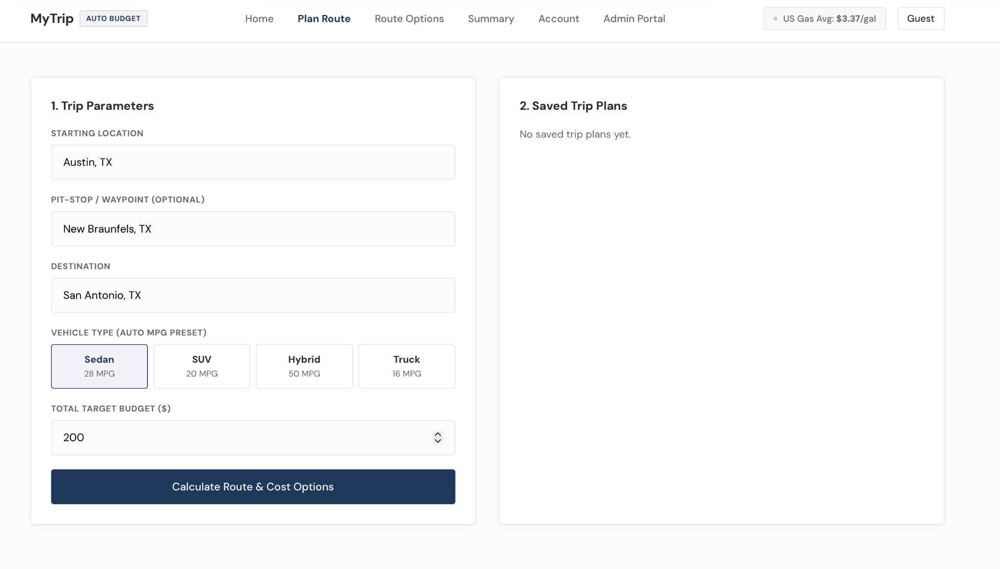 MyTrip AUTO BUDGET Home Plan Route Route Options Summary Account Admin Portal US Gas Avg: $3.37/gal Guest
1. Trip Parameters
STARTING LOCATION
Austin, TX
PIT-STOP / WAYPOINT (OPTIONAL)
New Braunfels, TX
DESTINATION
San Antonio, TX
VEHICLE TYPE (AUTO MPG PRESET)
Sedan SUV Hybrid Truck
28 MPG 20 MPG 50 MPG 16 MPG
TOTAL TARGET BUDGET ($)
200
Calculate Route & Cost Options
2. Saved Trip Plans
No saved trip plans yet.